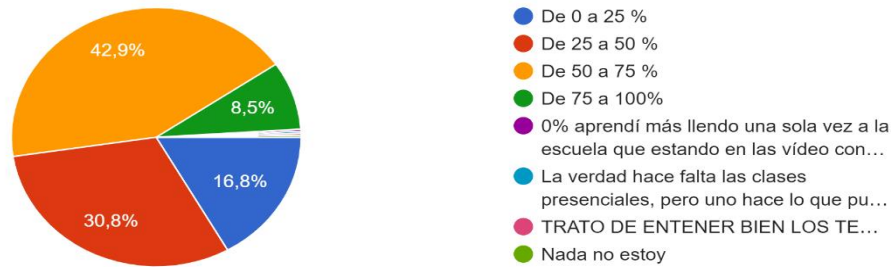 42,9%
8,5%
16,8%
30,8%
De 0 a 25 %
De 25 a 50 %
De 50 a 75 %
De 75 a 100%
0% aprendí más llendo una sola vez a la
escuela que estando en las vídeo con…
La verdad hace falta las clases
presenciales, pero uno hace lo que pu…
TRATO DE ENTENER BIEN LOS TE…
Nada no estoy